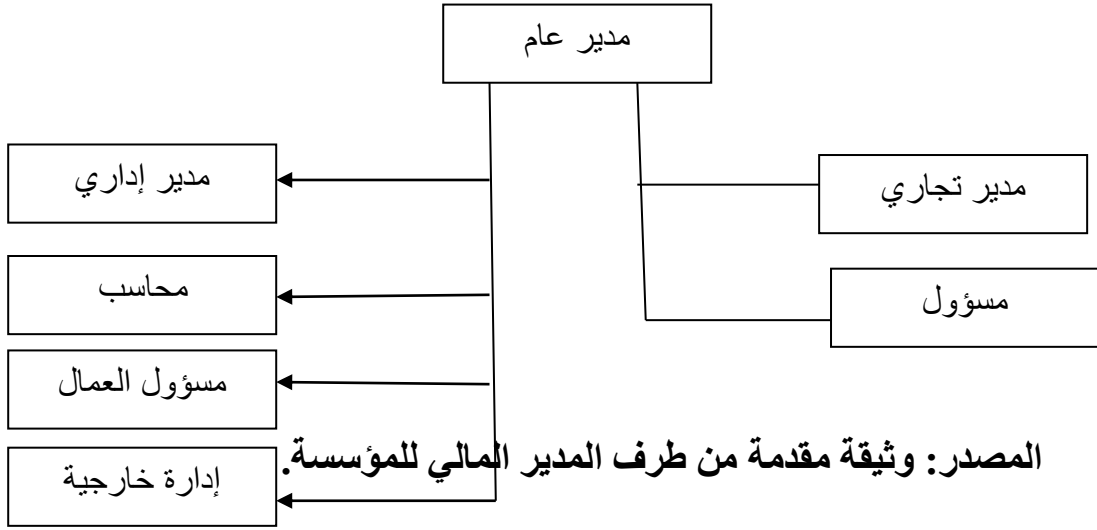 مدير عام
مدير تجاري
مدير إداري
مسؤول
محاسب
مسؤول العمال
المصدر: وثيقة مقدمة من طرف المدير المالي للمؤسسة.
إدارة خارجية